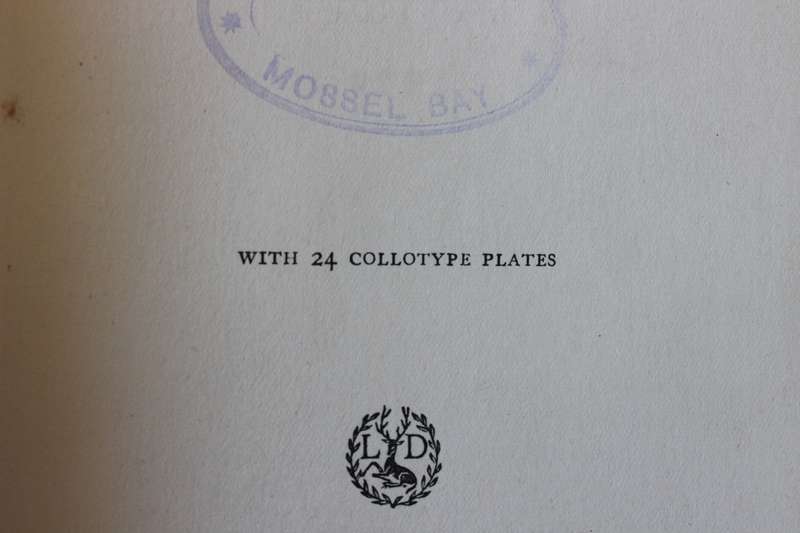 MOSSEL BAY
WITH 24 COLLOTYPE PLATES
L D